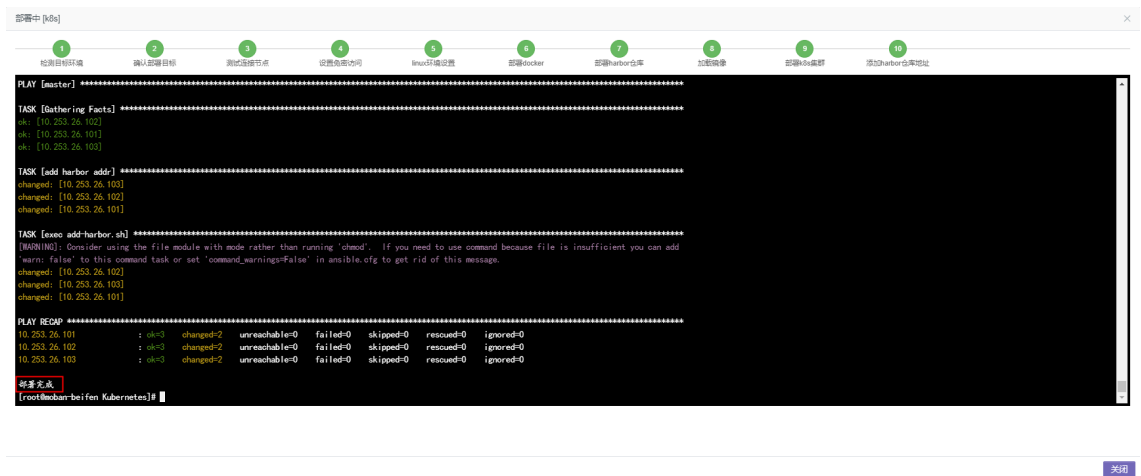 部署中 [k8s]
1 2 3 4 5 6 7 8 9 10
检测目标环境 确认部署目标 测试连接节点 设置免密访问 linux环境设置 部署docker 部署harbor仓库 加载镜像 部署k8s集群 添加harbor仓库地址
PLAY [master] ****************************************************************************************
TASK [Gathering Facts] ****************************************************************************************
ok: [10.253.26.102]
ok: [10.253.26.101]
ok: [10.253.26.103]
TASK [add harbor addr] ****************************************************************************************
changed: [10.253.26.103]
changed: [10.253.26.102]
changed: [10.253.26.101]
TASK [exec add-harbor.sh] ****************************************************************************************
[WARNING]: Consider using the file module with mode rather than running 'chmod'.  If you need to use command because file is insufficient you can add
'warn: false' to this command task or set 'command_warnings=False' in ansible.cfg to get rid of this message.
changed: [10.253.26.102]
changed: [10.253.26.103]
changed: [10.253.26.101]
PLAY RECAP ****************************************************************************************
10.253.26.101 : ok=3 changed=2 unreachable=0 failed=0 skipped=0 rescued=0 ignored=0
10.253.26.102 : ok=3 changed=2 unreachable=0 failed=0 skipped=0 rescued=0 ignored=0
10.253.26.103 : ok=3 changed=2 unreachable=0 failed=0 skipped=0 rescued=0 ignored=0
部署完成
[root@moban-beifen Kubernetes]#
关闭